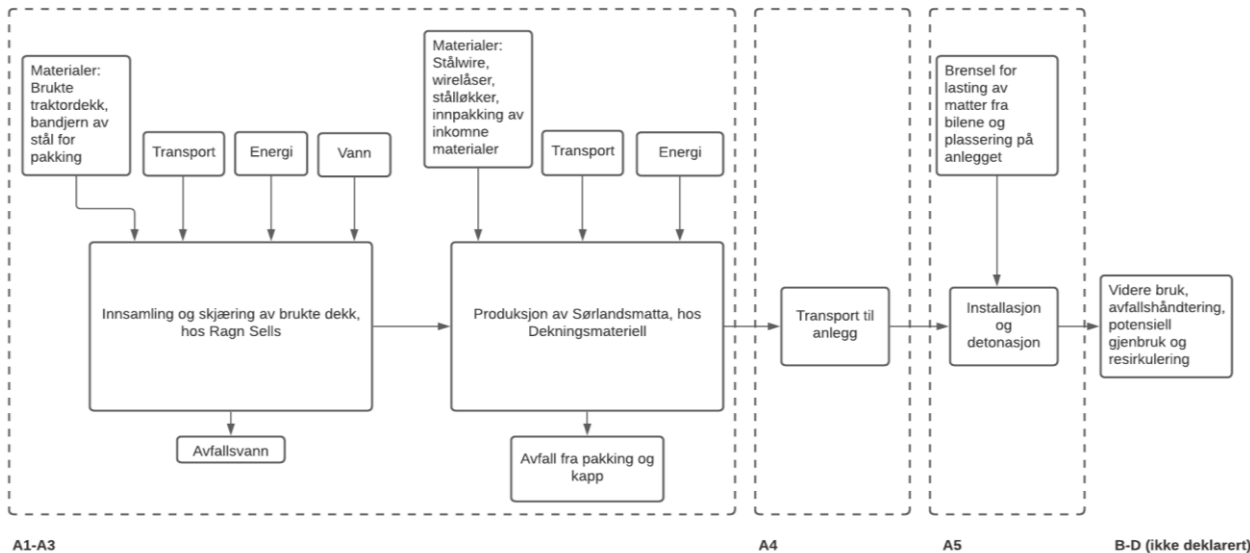 Materialer:
Brukte
traktordekk,
bandjern av
stål for
pakking
Transport
Energi
Vann
Materialer:
Stålwire,
wirelåser,
stålløkker,
innpakking av
inkomne
materialer
Transport
Energi
Brensel for
lasting av
matter fra
bilene og
plassering på
anlegget
Innsamling og skjæring av brukte dekk,
hos Ragn Sells
Produksjon av Sørlandsmatta, hos
Dekningsmateriell
Transport til
anlegg
Installasjon
og
detonasjon
Videre bruk,
avfallshåndtering,
potensiell
gjenbruk og
resirkulering
Avfallsvann
Avfall fra pakking og
kapp
A1-A3
A4
A5
B-D (ikke deklarert)